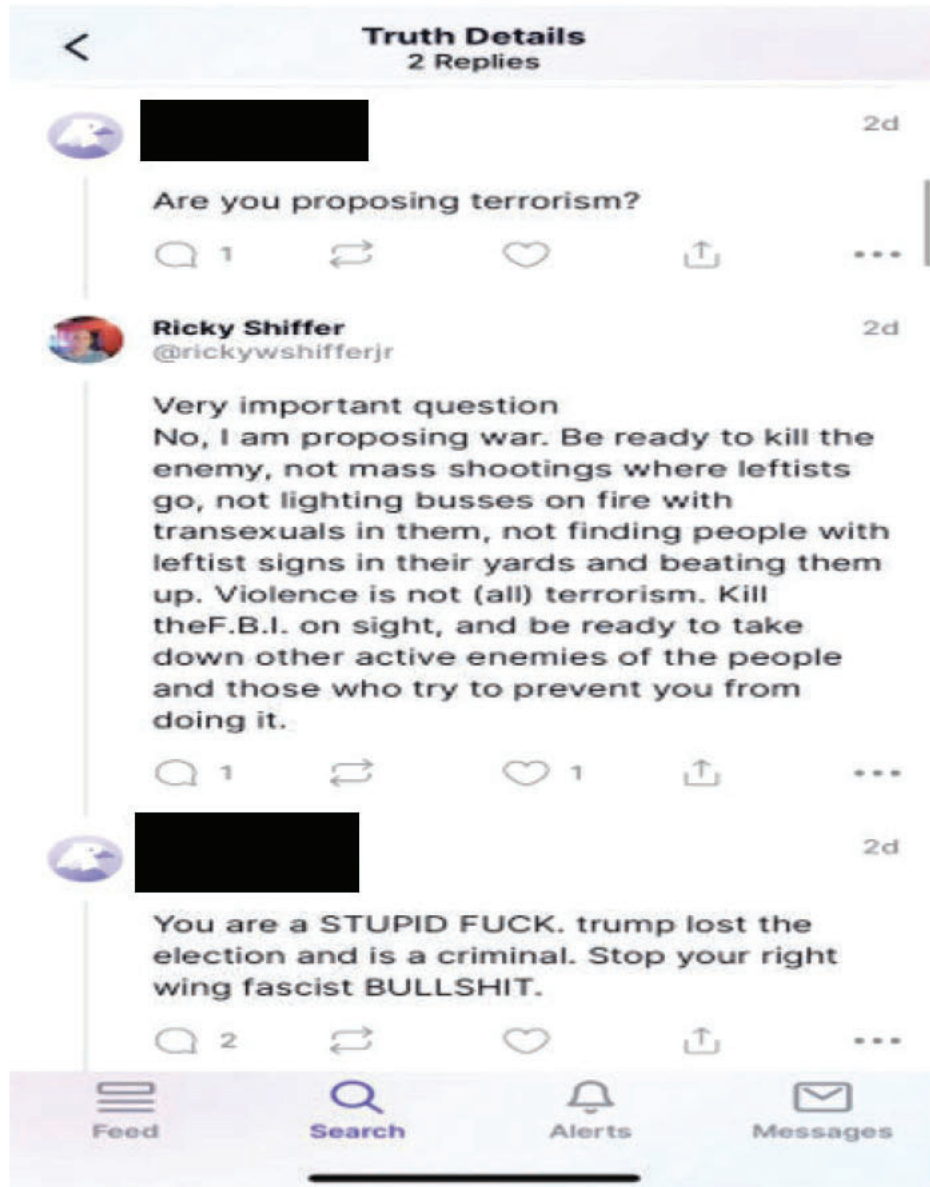 Truth Details
2 Replies
2d
Are you proposing terrorism?
1
Ricky Shiffer
2d
@rickywshifferjr
Very important question
No, I am proposing war. Be ready to kill the
enemy, not mass shootings where leftists
go, not lighting busses on fire with
transexuals in them, not finding people with
leftist signs in their yards and beating them
up. Violence is not (all) terrorism. Kill
theF.B.I. on sight, and be ready to take
down other active enemies of the people
and those who try to prevent you from
doing it.
1 1
2d
You are a STUPID FUCK. trump lost the
election and is a criminal. Stop your right
wing fascist BULLSHIT.
2
Feed Search Alerts Messages